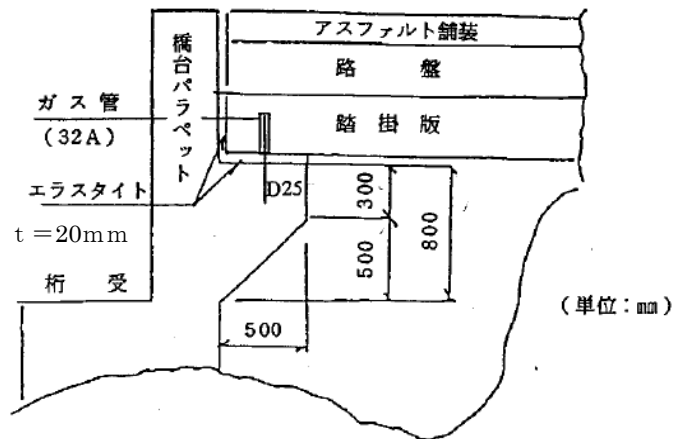 アスファルト舗装
路盤
踏掛版
橋台パラペット
ガス管
(32A)
エラスタイト
t=20mm
桁受
D25
300
500
800
500
(単位:㎜)